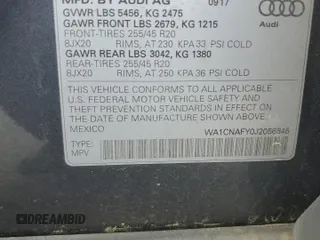 MFD. BY AUDI AG 09 17
GVWR LBS 5456, KG 2475
GAWR FRONT LBS 2679, KG 1215
FRONT-TIRES 255/45 R20
8JX20 RIMS, AT 230 KPA 33 PSI COLD
GAWR REAR LBS 3042, KG 1380
REAR-TIRES 255/45 R20
8JX20 RIMS, AT 250 KPA 36 PSI COLD
Audi
THIS VEHICLE CONFORMS TO ALL APPLICABLE
U.S. FEDERAL MOTOR VEHICLE SAFETY AND
THEFT PREVENTION STANDARDS IN EFFECT ON
THE DATE OF MANUFACTURE SHOWN ABOVE.
MEXICO
WA1CNAFY0J2056846
TYPE:
MPV
DREAMBID